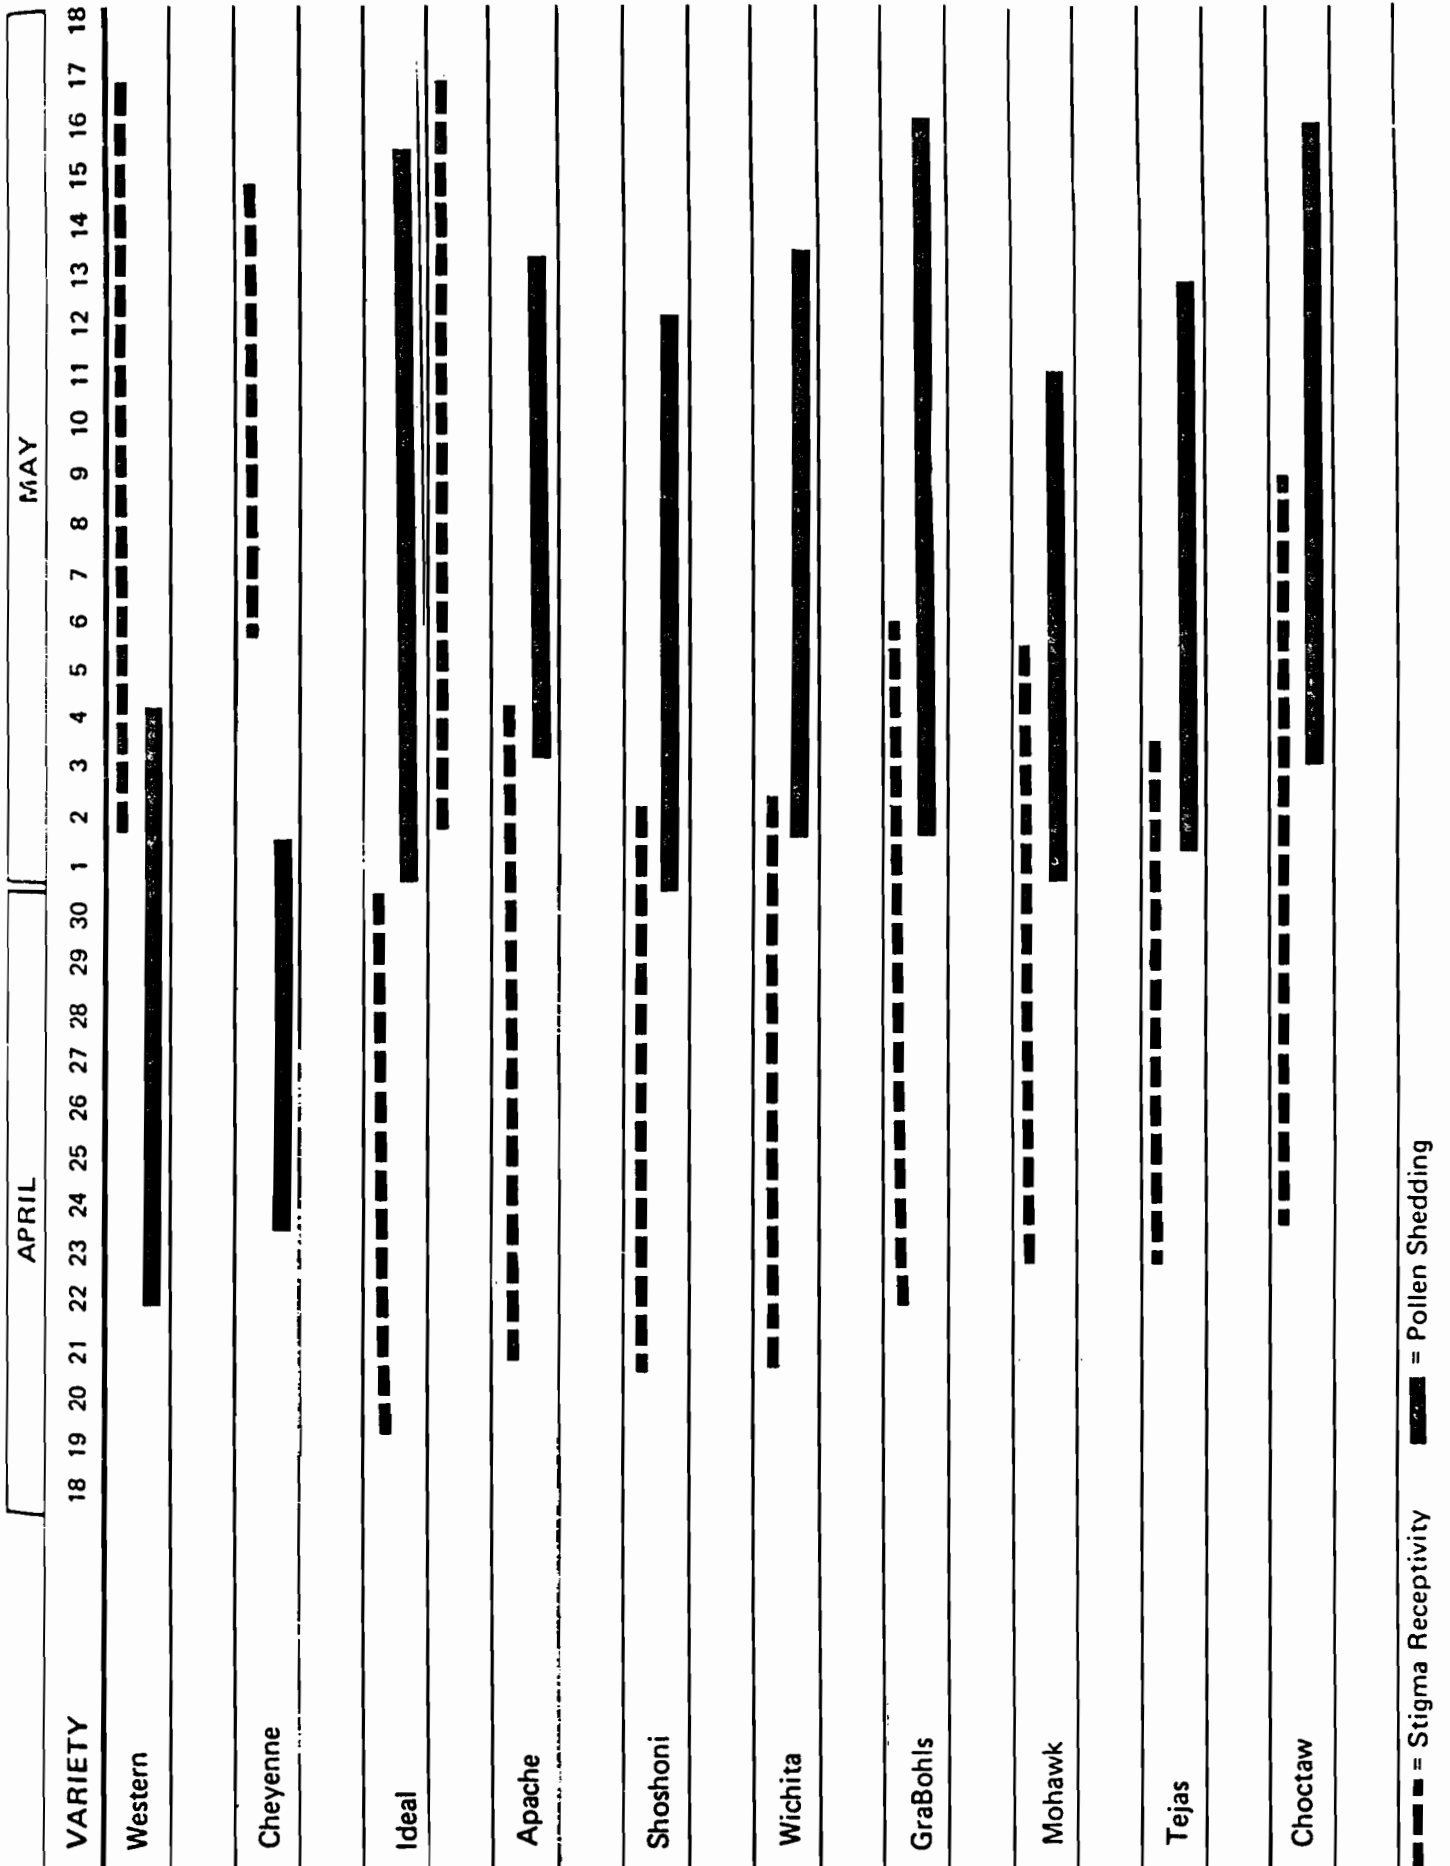 APRIL MAY
VARIETY 18 19 20 21 22 23 24 25 26 27 28 29 30 1 2 3 4 5 6 7 8 9 10 11 12 13 14 15 16 17 18
Western
Cheyenne
Ideal
Apache
Shoshoni
Wichita
GraBohls
Mohawk
Tejas
Choctaw
= Stigma Receptivity = Pollen Shedding